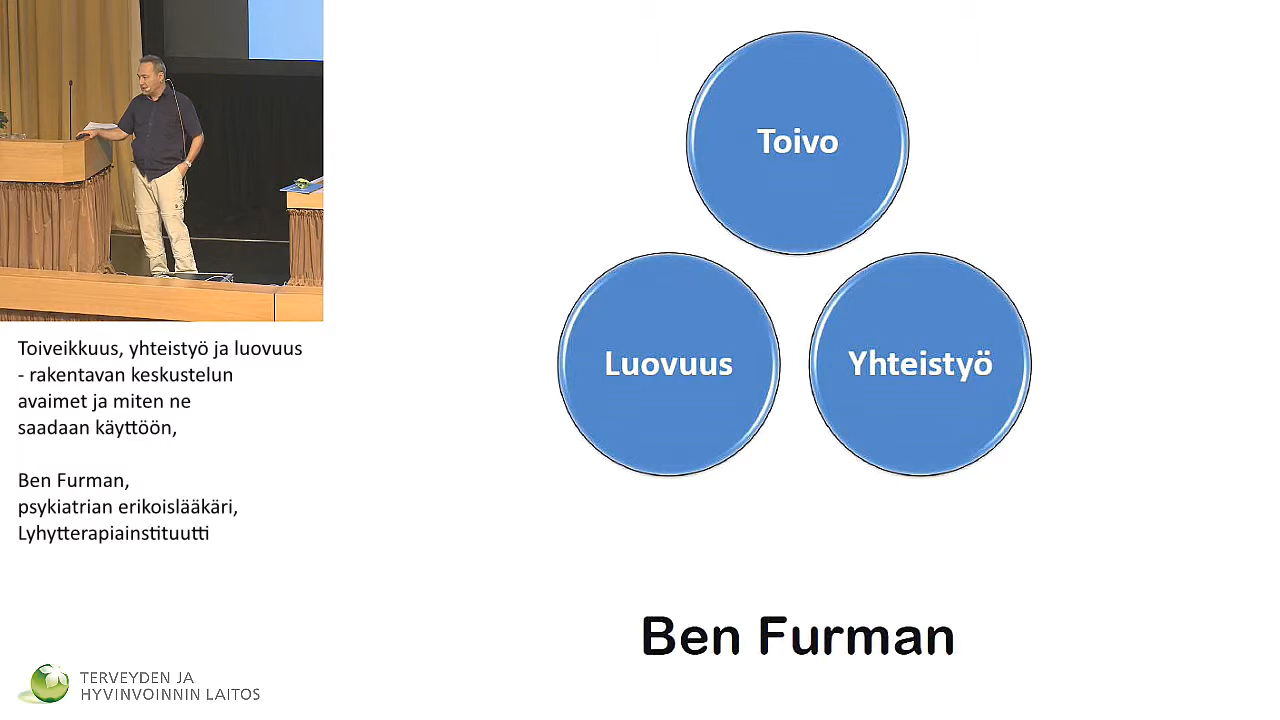 Toiveikkuus, yhteistyö ja luovuus
- rakentavan keskustelun
avaimet ja miten ne
saadaan käyttöön,
Ben Furman,
psykiatrian erikoislääkäri,
Lyhytterapiainstituutti
TERVEYDEN JA
HYVINVOINNIN LAITOS
Toivo
Luovuus
Yhteistyö
Ben Furman